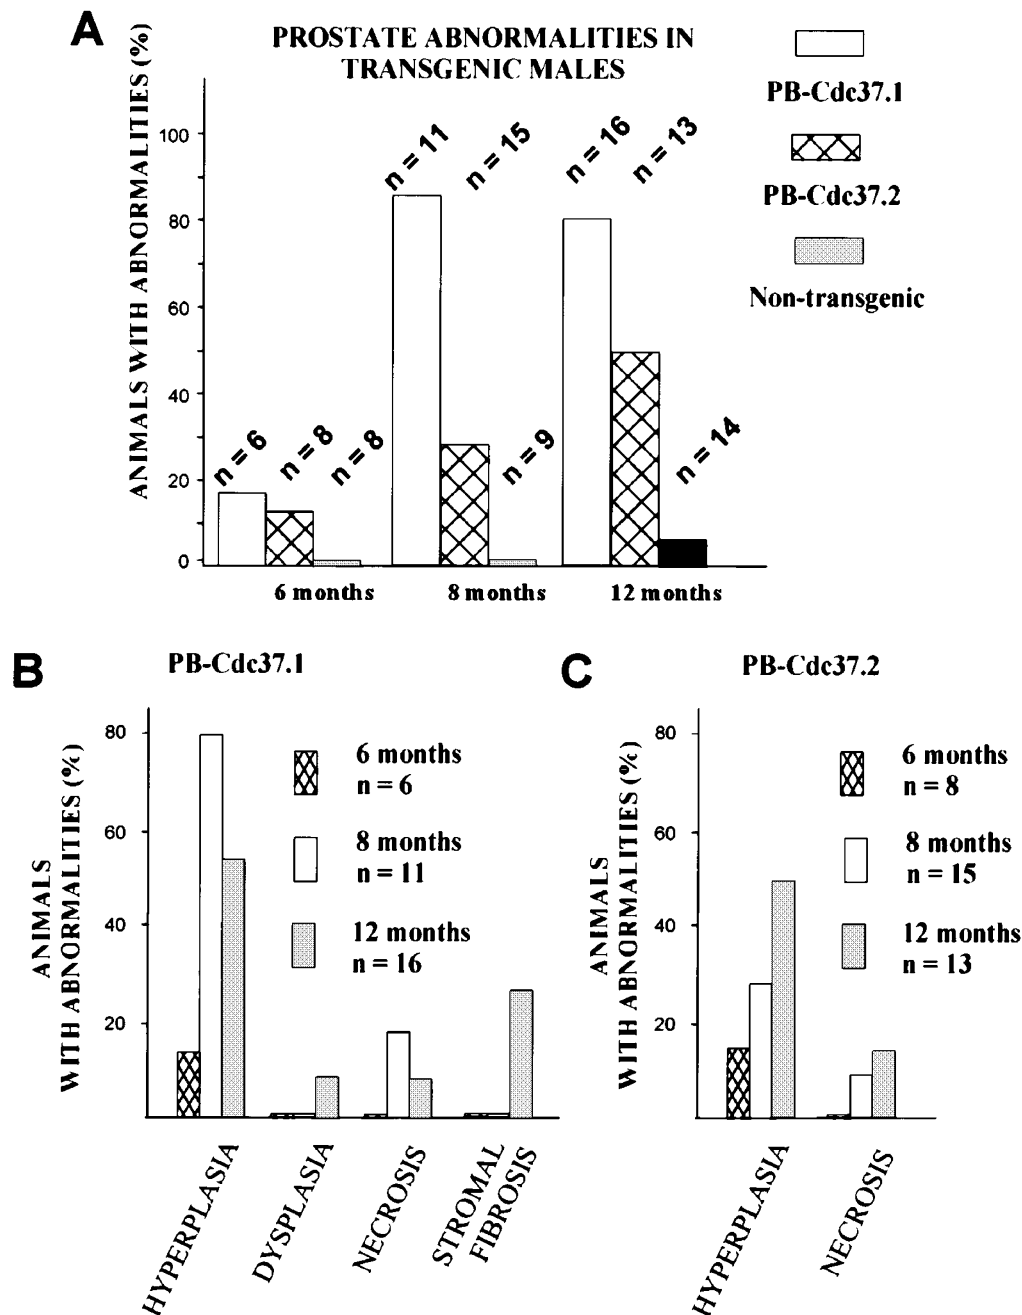 A
PROSTATE ABNORMALITIES IN
TRANSGENIC MALES
ANIMALS WITH ABNORMALITIES (%)
100
80
60
40
20
0
n = 6
n = 8
n = 8
n = 11
n = 15
n = 9
n = 16
n = 13
n = 14
6 months
8 months
12 months
PB-Cdc37.1
PB-Cdc37.2
Non-transgenic
B
PB-Cdc37.1
ANIMALS
WITH ABNORMALITIES (%)
80
60
40
20
6 months
n = 6
8 months
n = 11
12 months
n = 16
HYPERPLASIA
DYSPLASIA
NECROSIS
STROMAL
FIBROSIS
C
PB-Cdc37.2
ANIMALS
WITH ABNORMALITIES (%)
80
60
40
20
6 months
n = 8
8 months
n = 15
12 months
n = 13
HYPERPLASIA
NECROSIS